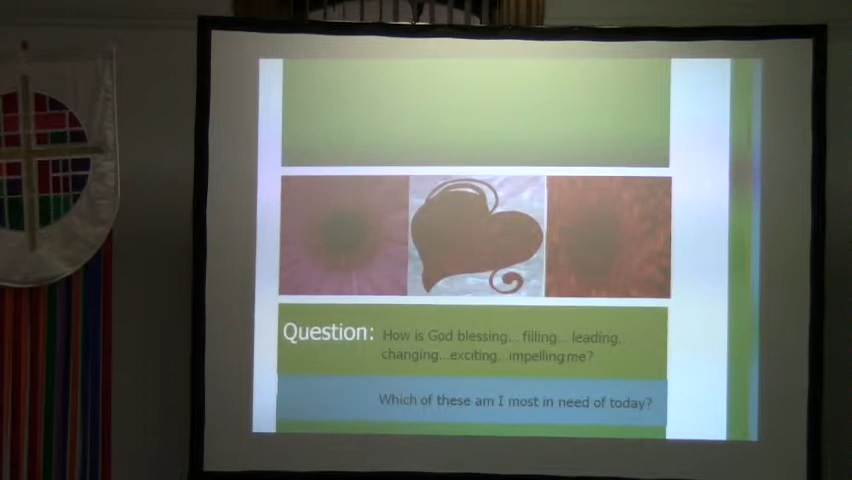 Question: How is God blessing... filling... leading...
changing...exciting...impelling me?
Which of these am I most in need of today?